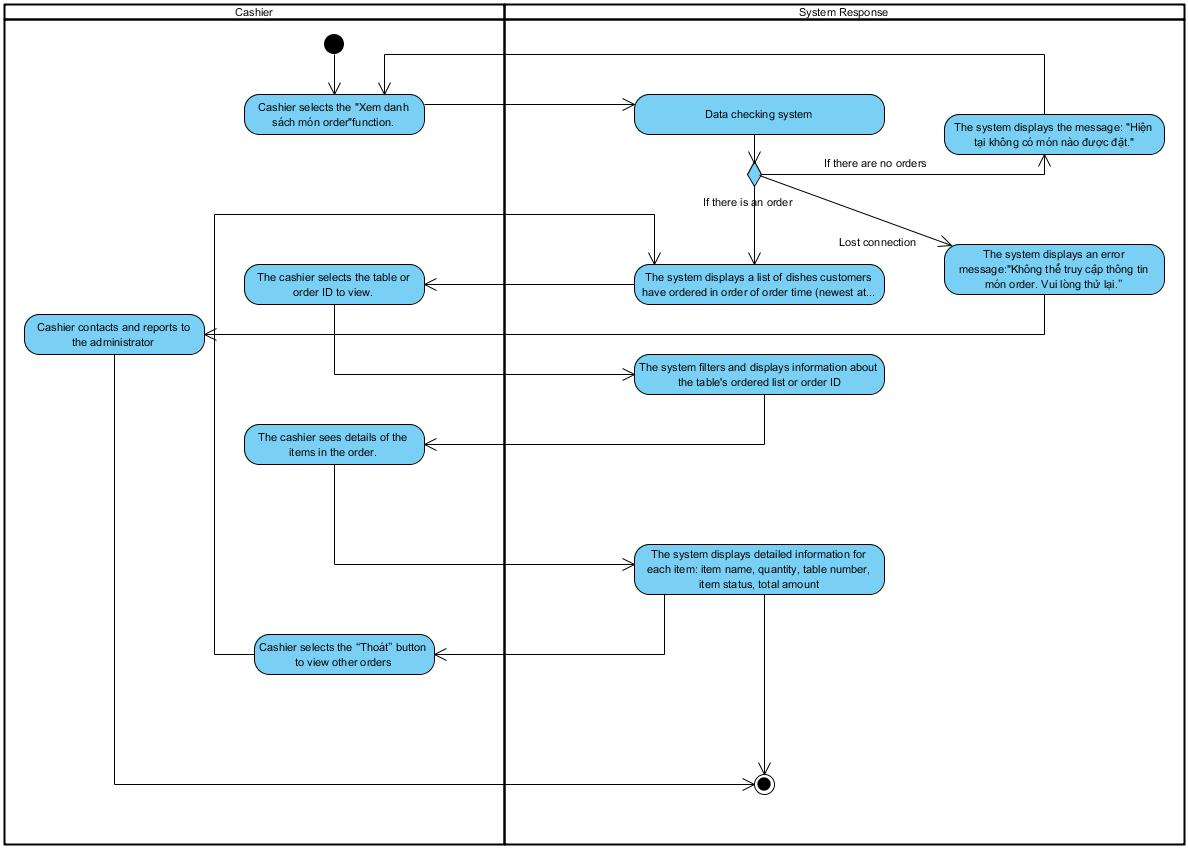 Cashier
System Response
Cashier selects the "Xem danh
sách món order"function.
Data checking system
The system displays the message: "Hiện
tại không có món nào được đặt."
If there are no orders
If there is an order
Lost connection
The system displays an error
message:"Không thể truy cập thông tin
món order. Vui lòng thử lại."
The cashier selects the table or
order ID to view.
The system displays a list of dishes customers
have ordered in order of order time (newest at...
Cashier contacts and reports to
the administrator
The system filters and displays information about
the table's ordered list or order ID
The cashier sees details of the
items in the order.
The system displays detailed information for
each item: item name, quantity, table number,
item status, total amount
Cashier selects the “Thoát” button
to view other orders